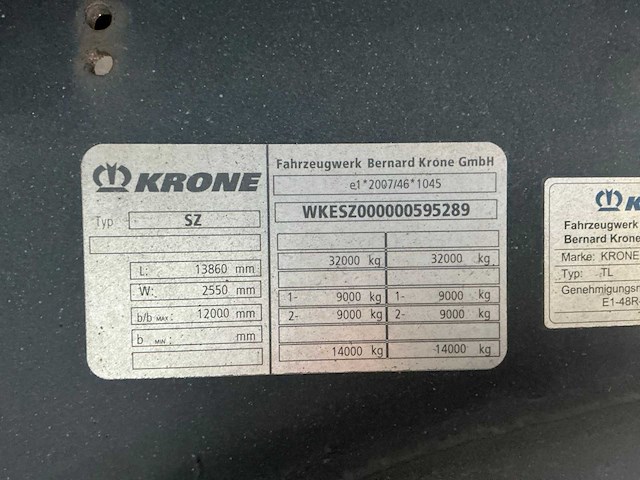 KRONE
Typ SZ
L: 13860 mm
W: 2550 mm
b/b MAX: 12000 mm
b MIN: mm
Fahrzeugwerk Bernard Krone GmbH
e1*2007/46*1045
WKESZ000000595289
32000 kg 32000 kg
1- 9000 kg 1- 9000 kg
2- 9000 kg 2- 9000 kg
14000 kg 14000 kg
Fahrzeugwerk
Bernard Krone
Marke: KRONE
Typ: TL
E1-48R-